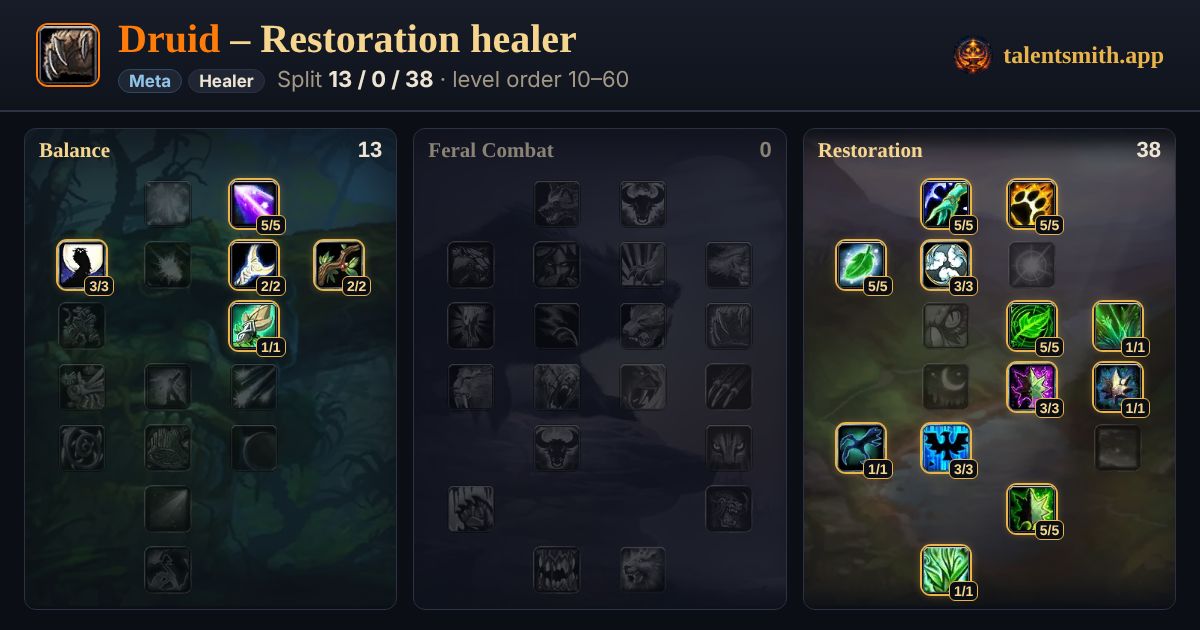 Druid – Restoration healer
Meta Healer Split 13 / 0 / 38 · level order 10–60
talentsmith.app
Balance 13
5/5
3/3 2/2 2/2
1/1
Feral Combat 0
Restoration 38
5/5 5/5
5/5 3/3
5/5 1/1
3/3 1/1
1/1 3/3
5/5
1/1